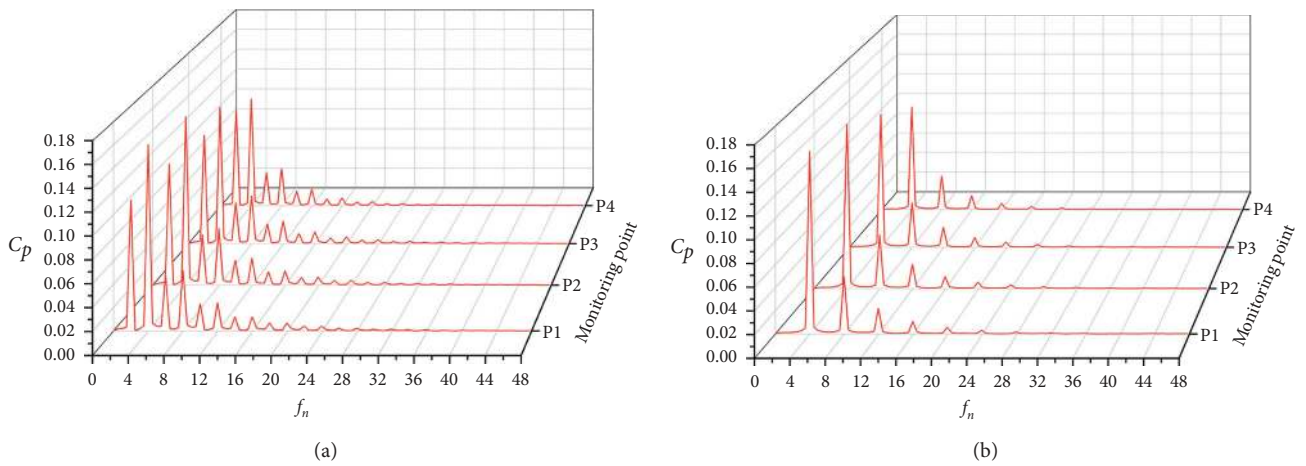 0.18
0.16
0.14
0.12
0.10
0.08
0.06
0.04
0.02
0.00
Cp
0 4 8 12 16 20 24 28 32 36 40 44 48
fn
P4
P3
P2
P1
Monitoring point
(a)
0.18
0.16
0.14
0.12
0.10
0.08
0.06
0.04
0.02
0.00
Cp
0 4 8 12 16 20 24 28 32 36 40 44 48
fn
P4
P3
P2
P1
Monitoring point
(b)